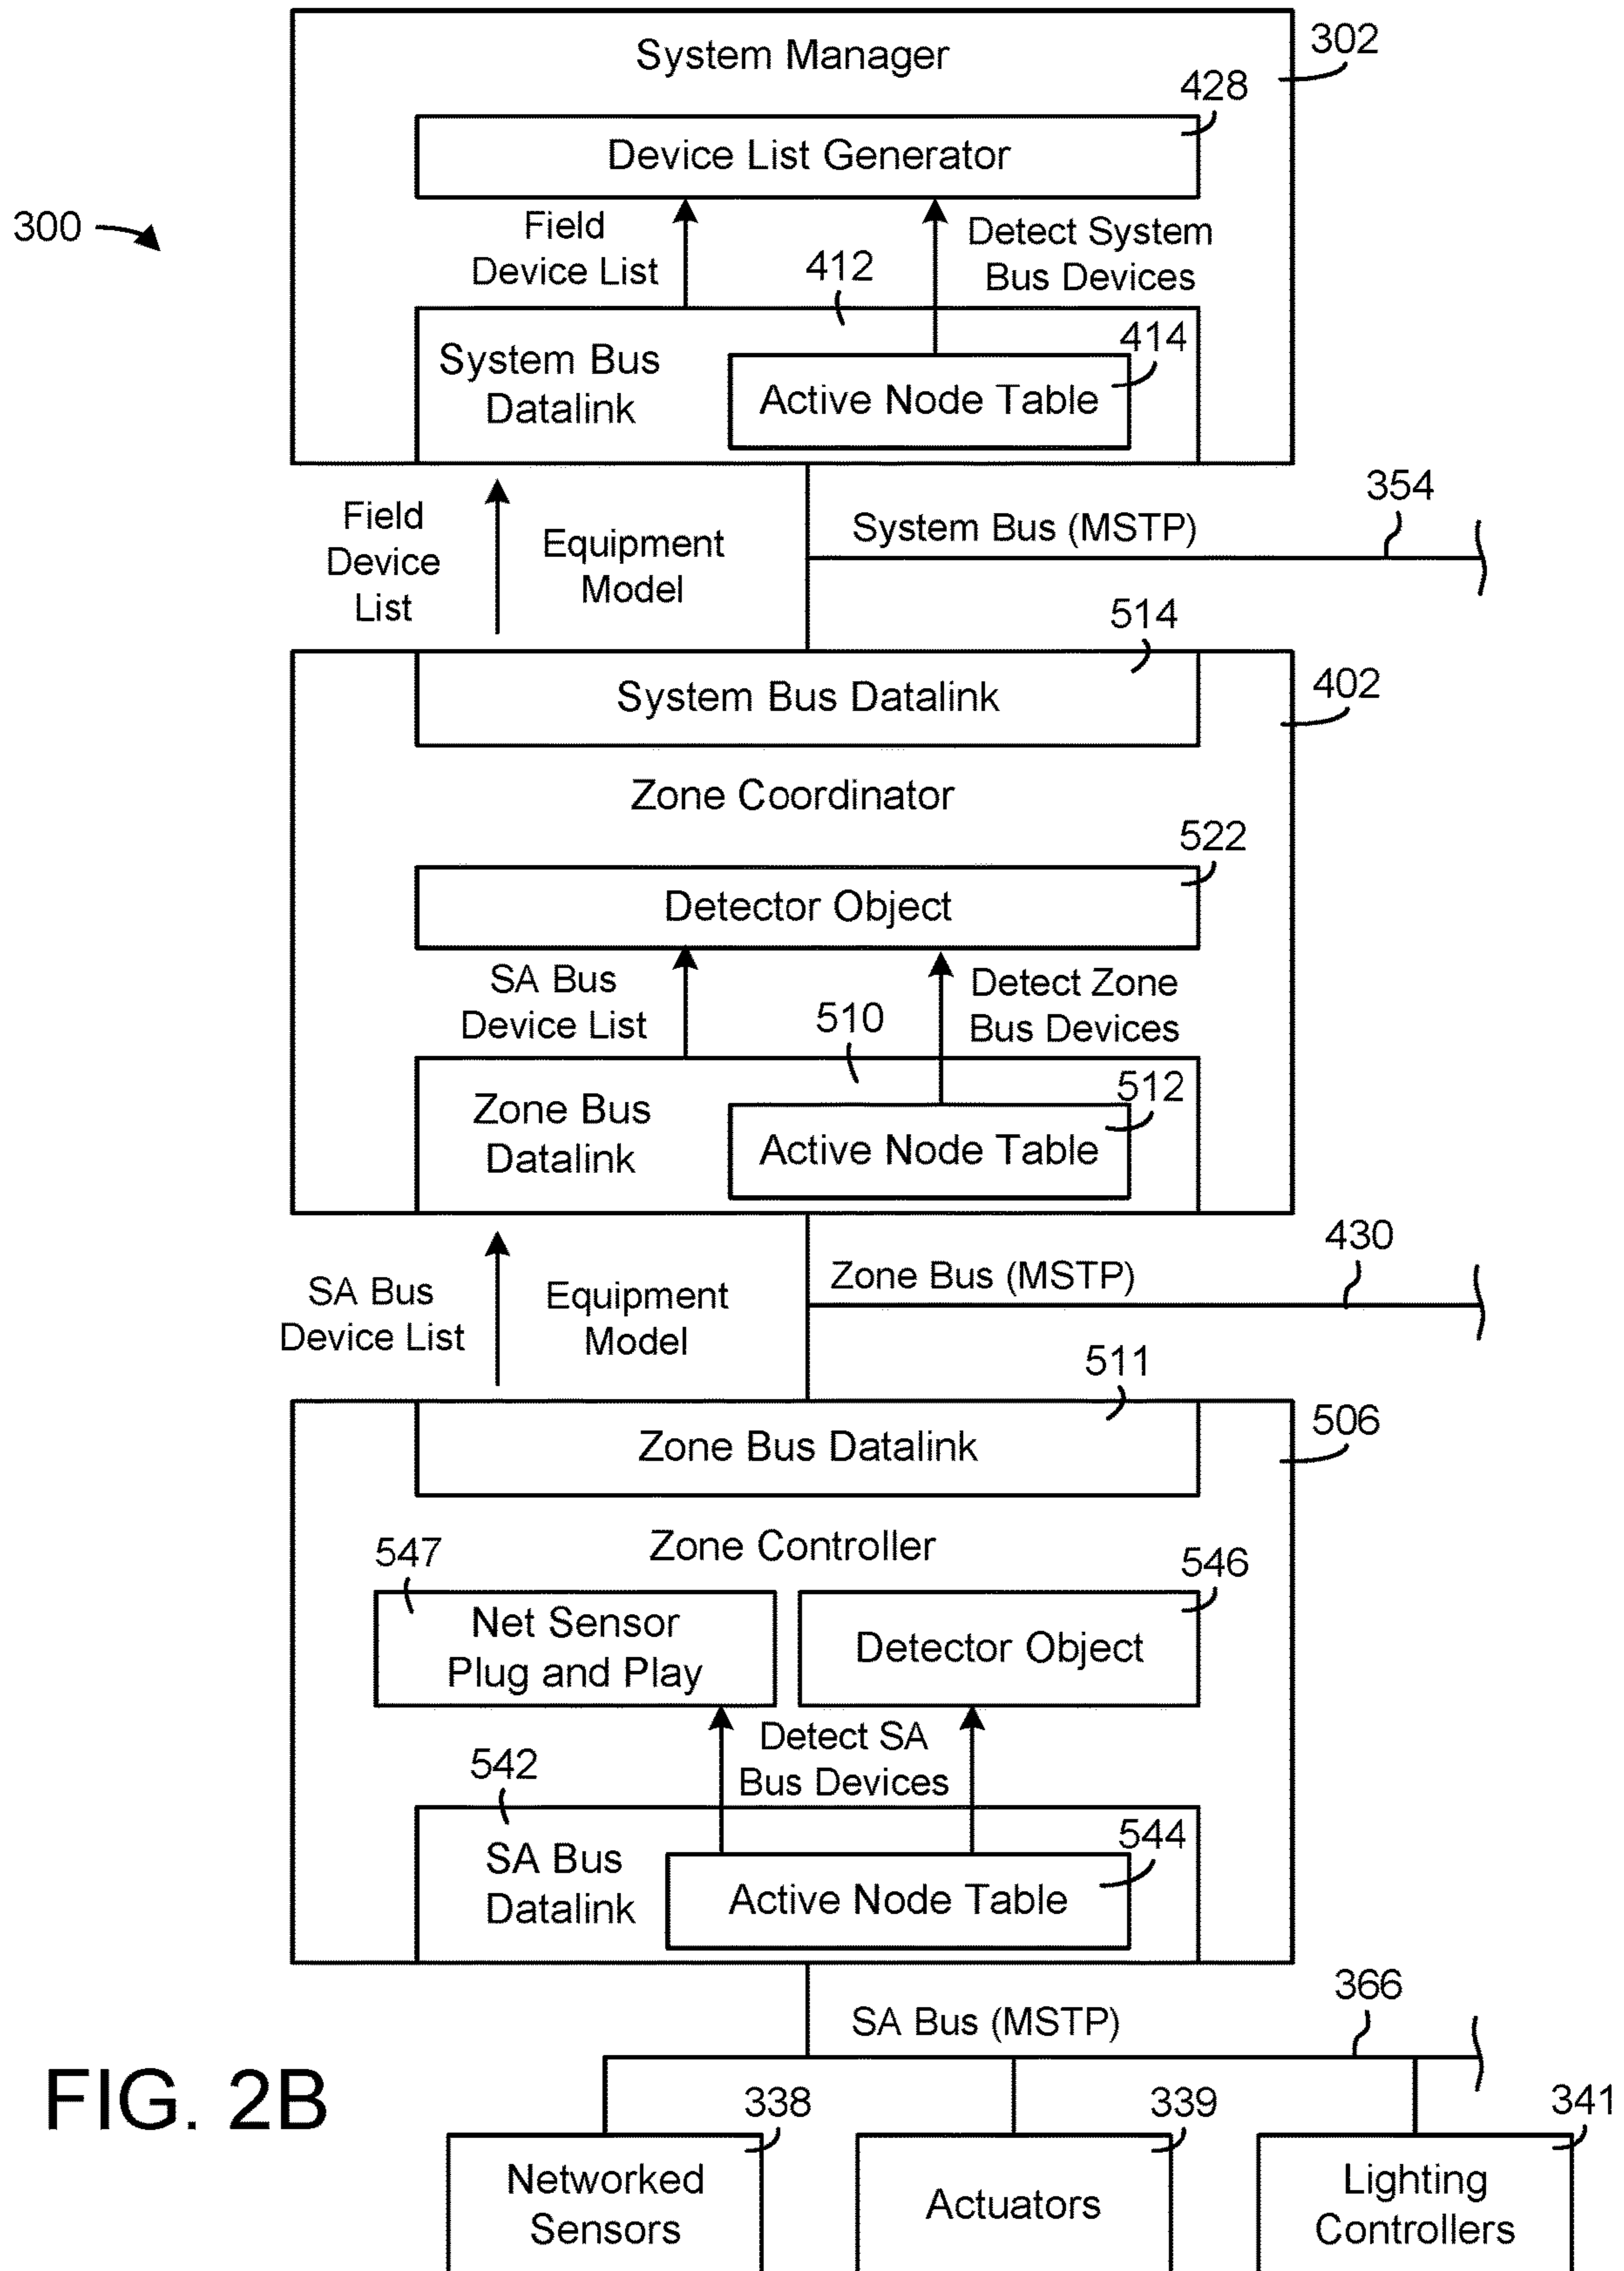 System Manager
302
428
Device List Generator
300
Field
Device List
412
Detect System
Bus Devices
414
System Bus
Datalink
Active Node Table
Field
Device
List
Equipment
Model
System Bus (MSTP)
354
514
System Bus Datalink
402
Zone Coordinator
522
Detector Object
SA Bus
Device List
510
Detect Zone
Bus Devices
512
Zone Bus
Datalink
Active Node Table
SA Bus
Device List
Equipment
Model
Zone Bus (MSTP)
430
511
Zone Bus Datalink
506
Zone Controller
547
546
Net Sensor
Plug and Play
Detector Object
542
Detect SA
Bus Devices
544
SA Bus
Datalink
Active Node Table
366
SA Bus (MSTP)
FIG. 2B
338
339
341
Networked
Sensors
Actuators
Lighting
Controllers